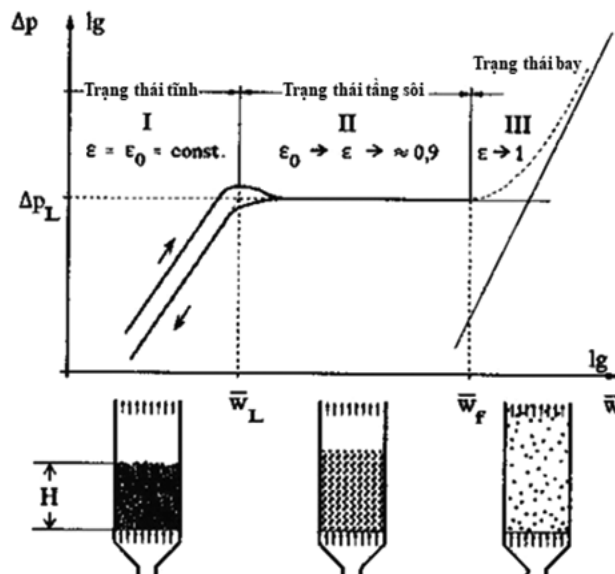 Δp lg
Trạng thái tĩnh Trạng thái tầng sôi Trạng thái bay
I II III
ε = ε₀ = const. ε₀ → ε → ≈ 0,9 ε → 1
Δp_L
lg
w̅_L w̅_f w̅
H